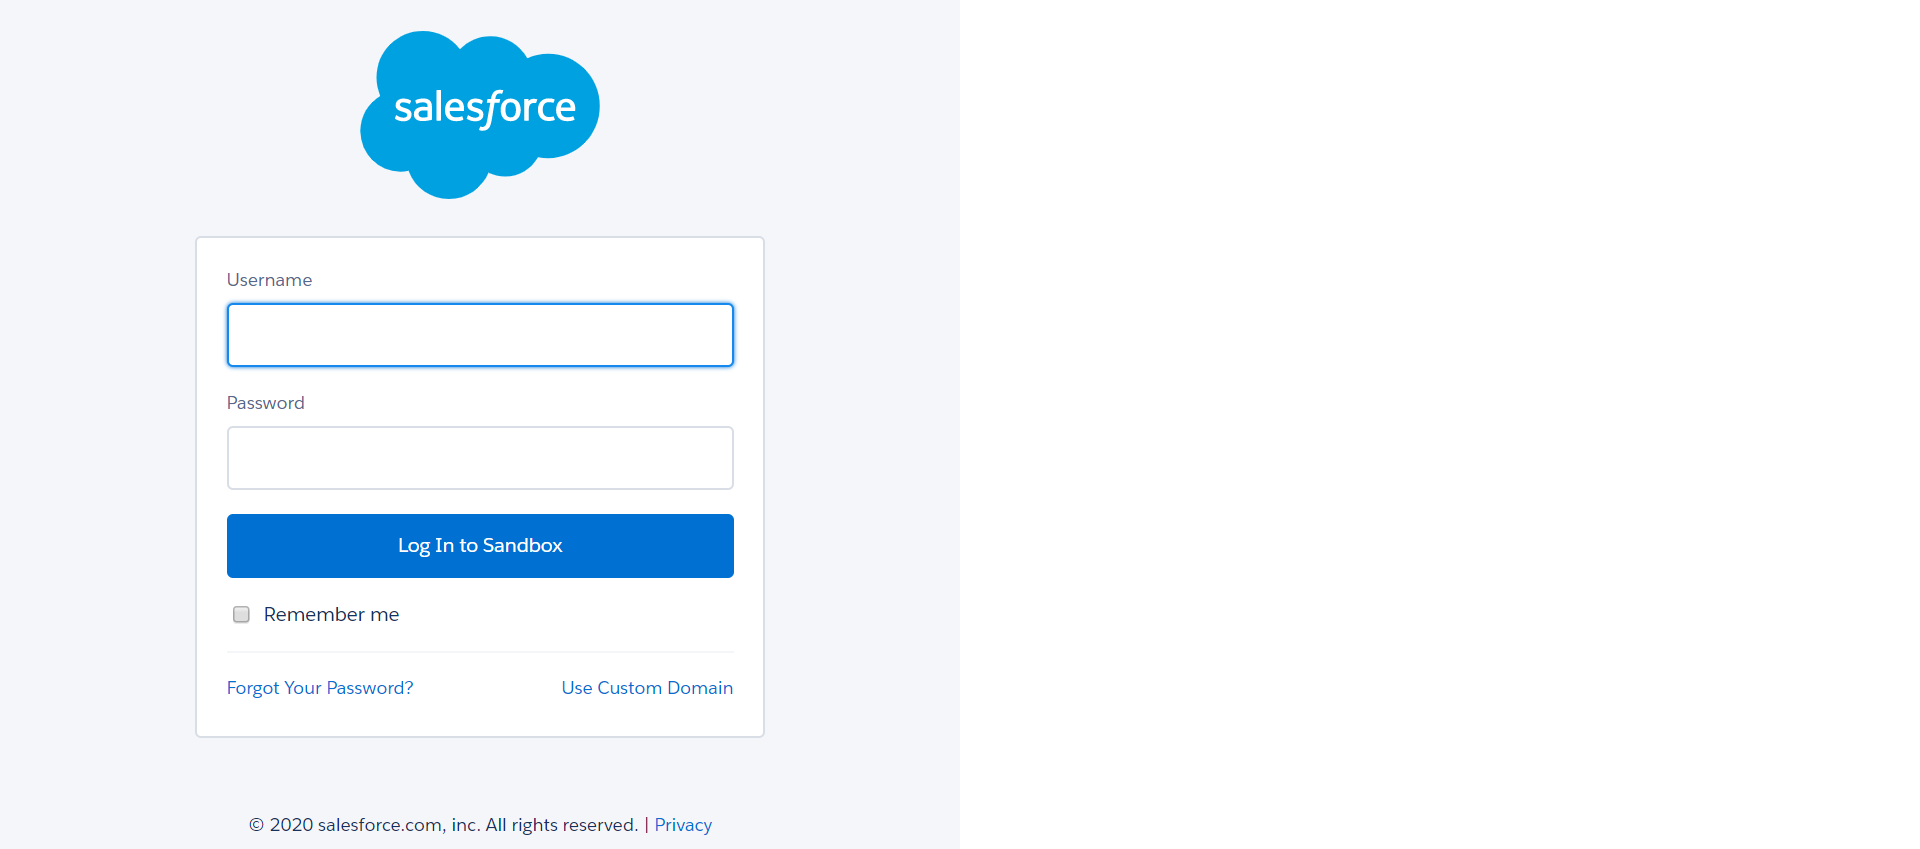 salesforce
Username
Password
Log In to Sandbox
Remember me
Forgot Your Password? Use Custom Domain
© 2020 salesforce.com, inc. All rights reserved. | Privacy